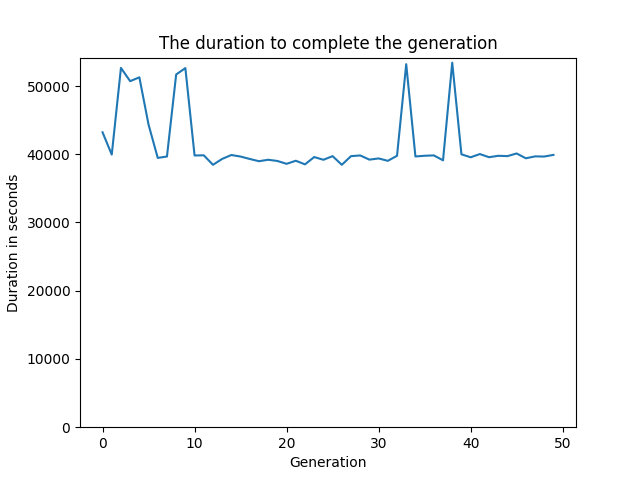 The duration to complete the generation
Duration in seconds
50000
40000
30000
20000
10000
0
0 10 20 30 40 50
Generation